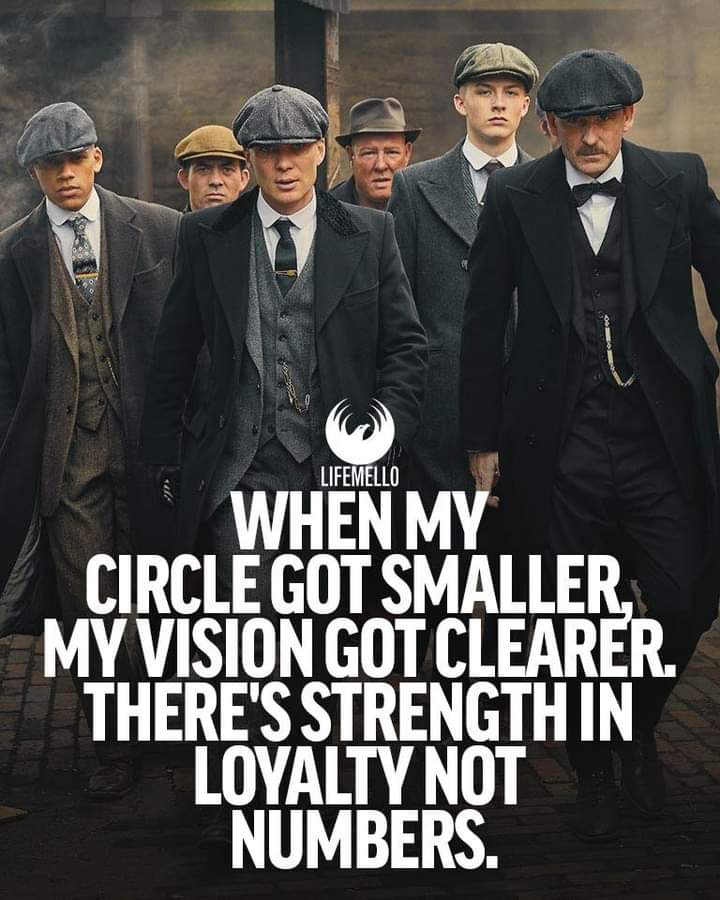 LIFEMELLO
WHEN MY
CIRCLE GOT SMALLER,
MY VISION GOT CLEARER.
THERE'S STRENGTH IN
LOYALTY NOT
NUMBERS.